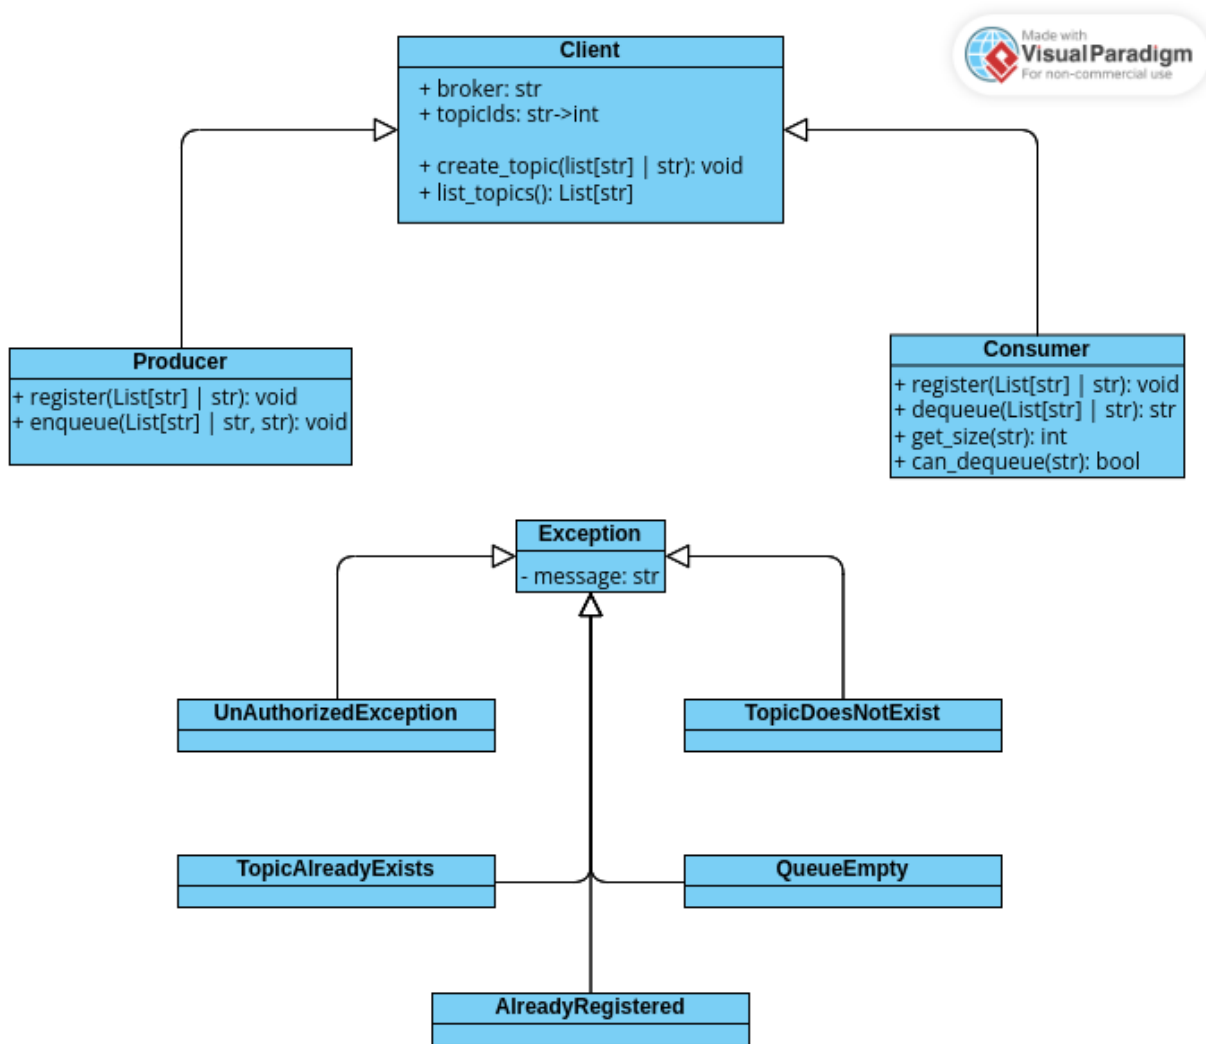 Made with
Visual Paradigm
For non-commercial use
Client
+ broker: str
+ topicIds: str->int
+ create_topic(list[str] | str): void
+ list_topics(): List[str]
Producer
+ register(List[str] | str): void
+ enqueue(List[str] | str, str): void
Consumer
+ register(List[str] | str): void
+ dequeue(List[str] | str): str
+ get_size(str): int
+ can_dequeue(str): bool
Exception
- message: str
UnAuthorizedException
TopicDoesNotExist
TopicAlreadyExists
QueueEmpty
AlreadyRegistered